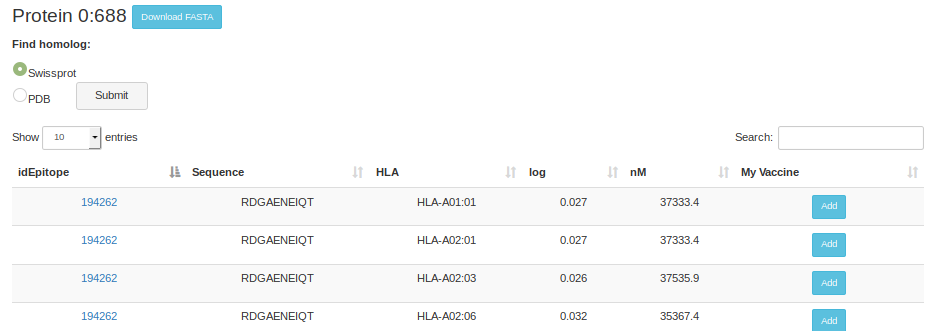 Protein 0:688 Download FASTA
Find homolog:
Swissprot
PDB Submit
Show 10 entries Search:
idEpitope Sequence HLA log nM My Vaccine
194262 RDGAENEIQT HLA-A01:01 0.027 37333.4 Add
194262 RDGAENEIQT HLA-A02:01 0.027 37333.4 Add
194262 RDGAENEIQT HLA-A02:03 0.026 37535.9 Add
194262 RDGAENEIQT HLA-A02:06 0.032 35367.4 Add